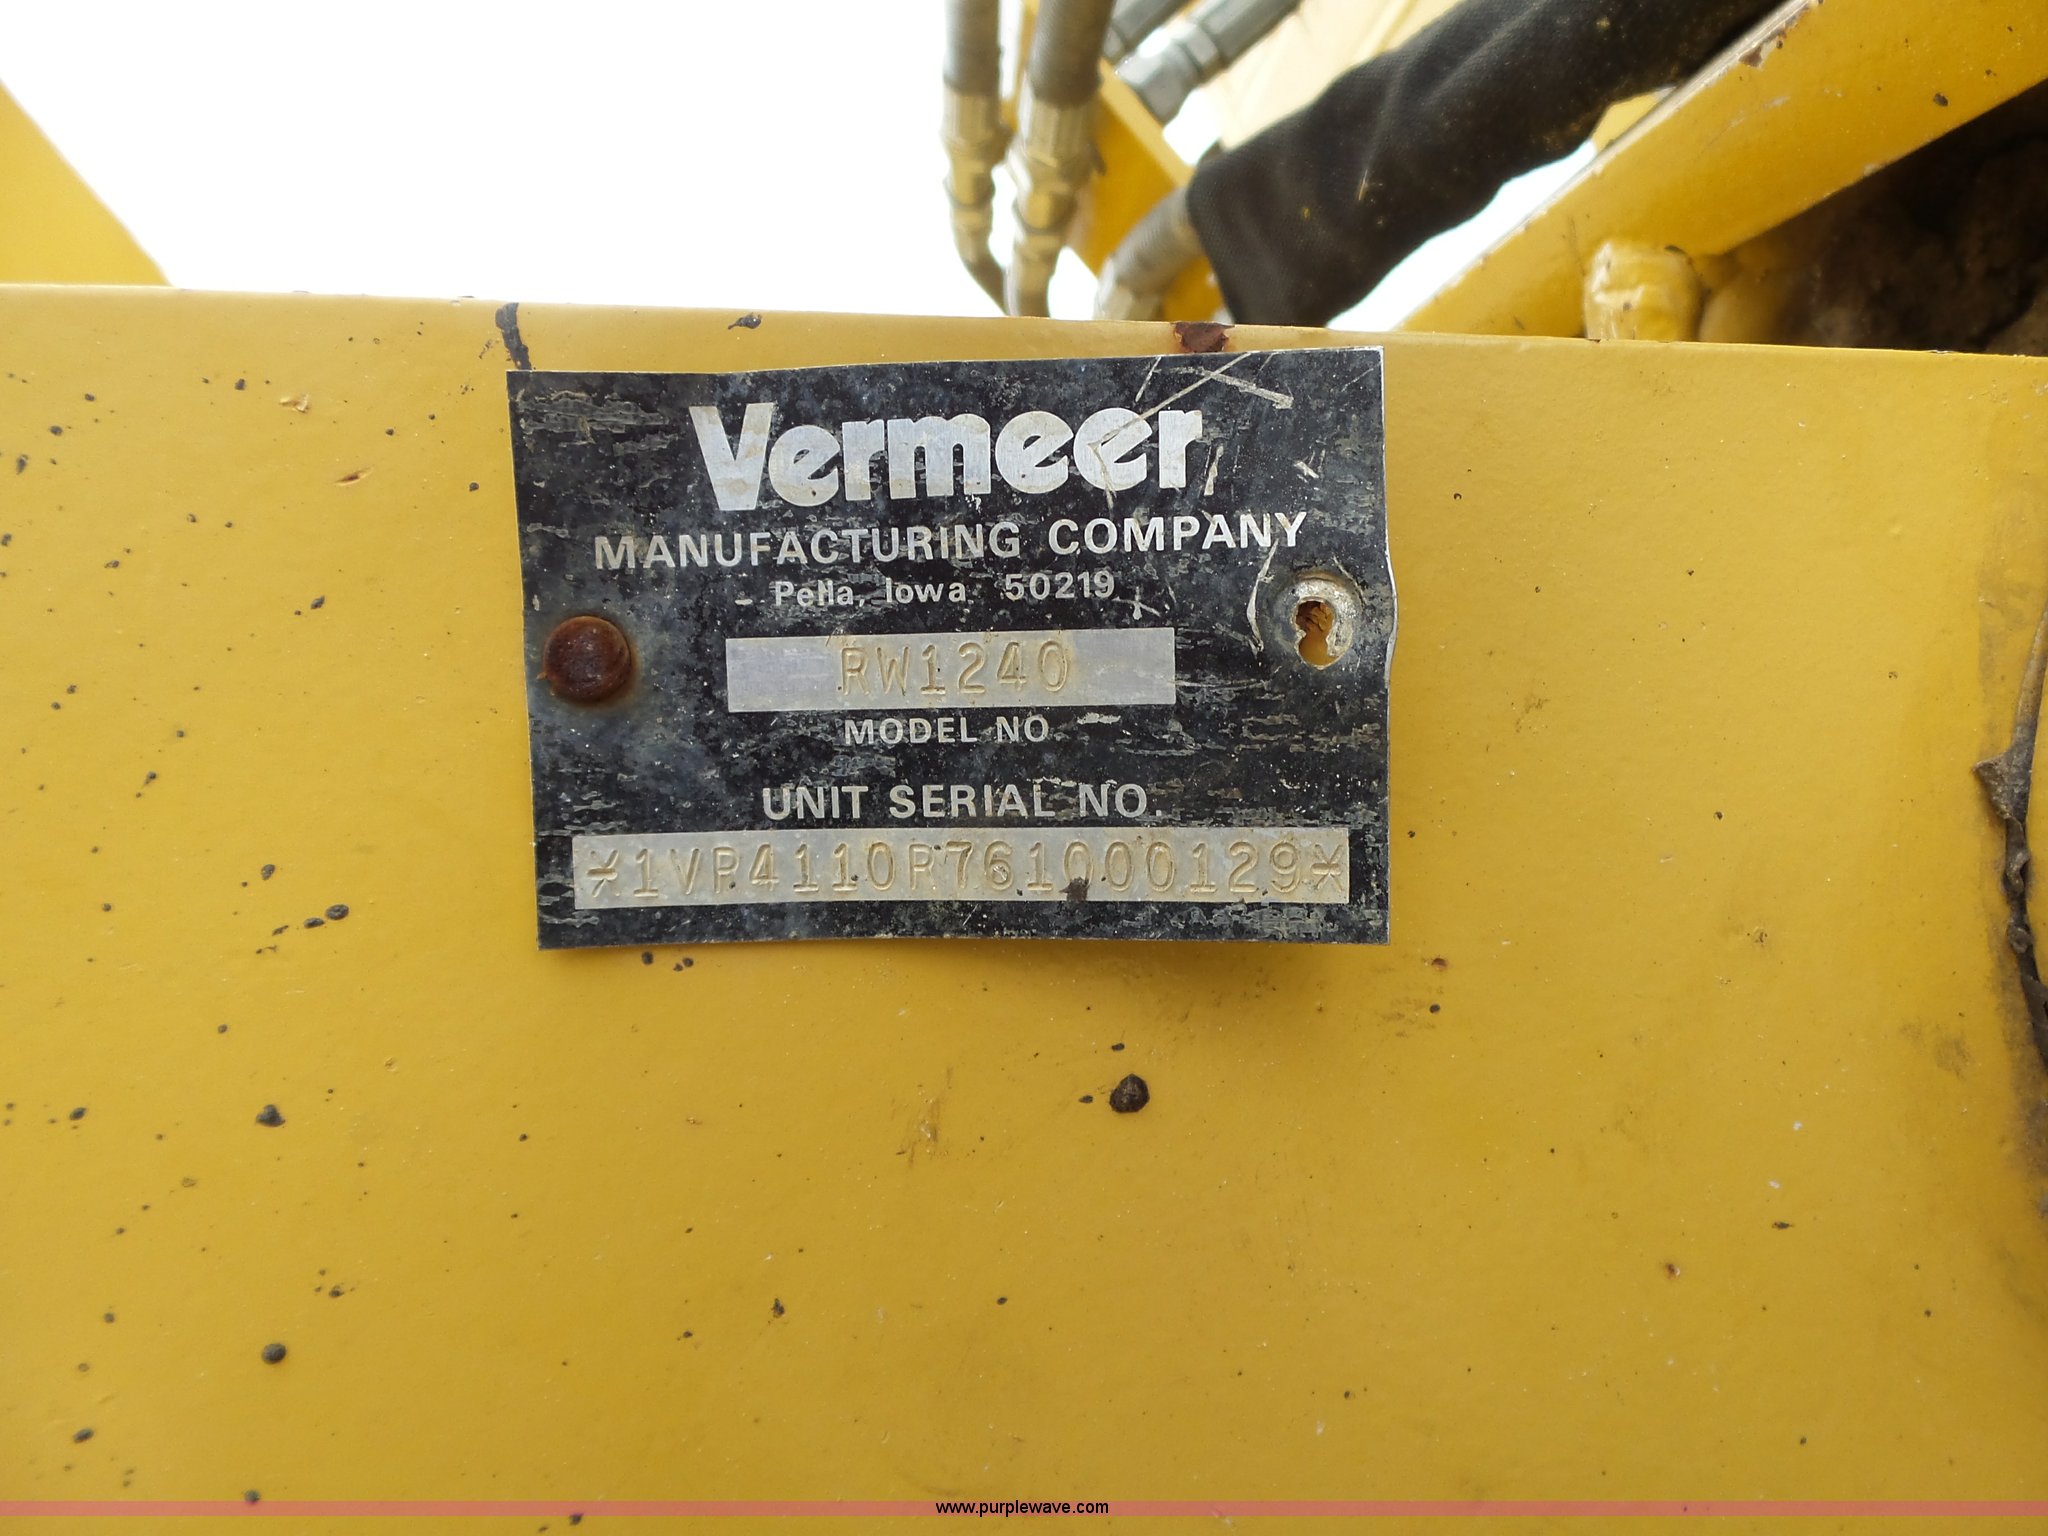 Vermeer
MANUFACTURING COMPANY
Pella, Iowa 50219
RW1240
MODEL NO
UNIT SERIAL NO.
*1VR4110R761000129*
www.purplewave.com